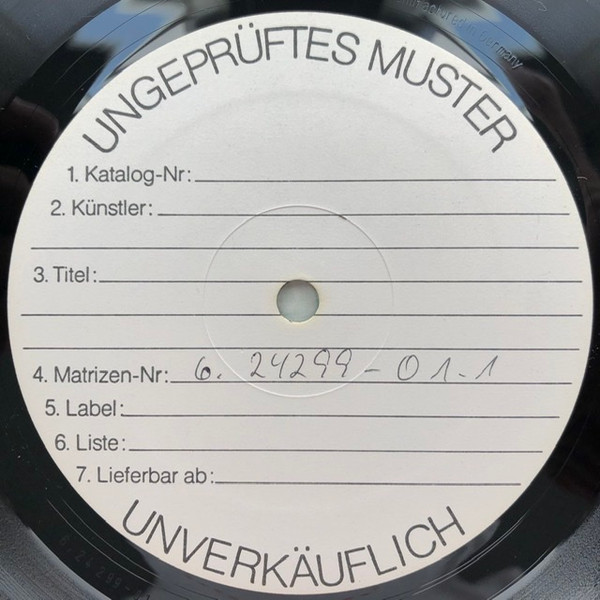 UNGEPRÜFTES MUSTER
1. Katalog-Nr:
2. Künstler:
3. Titel:
4. Matrizen-Nr: 6. 24299 - 01-1
5. Label:
6. Liste:
7. Lieferbar ab:
UNVERKÄUFLICH